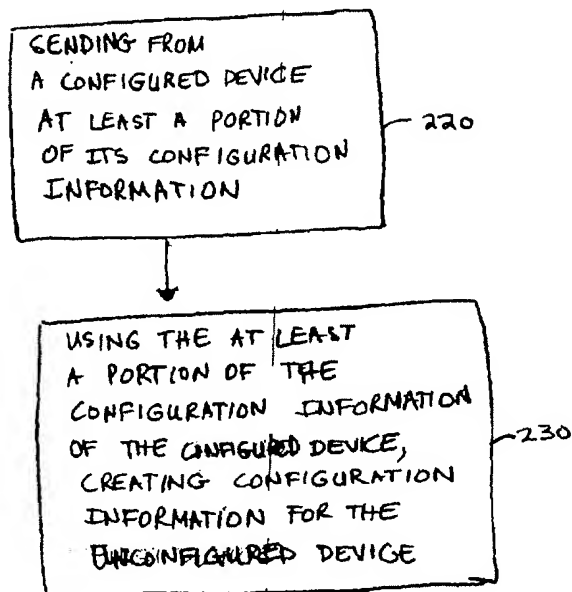 SENDING FROM
A CONFIGURED DEVICE
AT LEAST A PORTION
OF ITS CONFIGURATION
INFORMATION
220
USING THE AT LEAST
A PORTION OF THE
CONFIGURATION INFORMATION
OF THE CONFIGURED DEVICE,
CREATING CONFIGURATION
INFORMATION FOR THE
UNCONFIGURED DEVICE
230